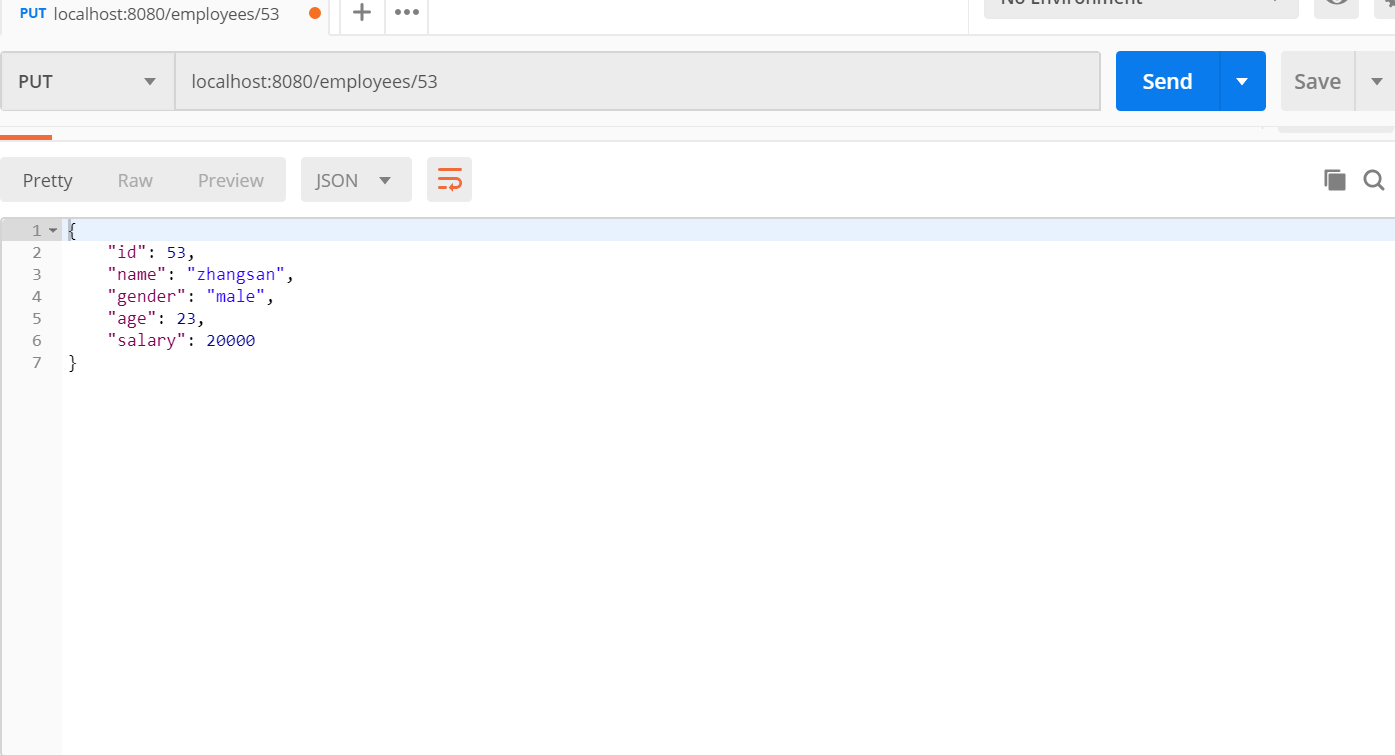 PUT localhost:8080/employees/53
No Environment
PUT localhost:8080/employees/53 Send Save
Pretty Raw Preview JSON
1 {
2 "id": 53,
3 "name": "zhangsan",
4 "gender": "male",
5 "age": 23,
6 "salary": 20000
7 }